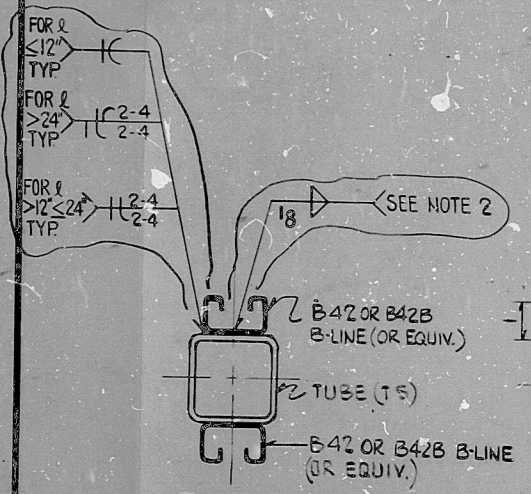 FOR l
≤12"
TYP
FOR l
>24"
TYP.
2-4
2-4
FOR l
>12"≤24"
TYP.
2-4
2-4
1/8
SEE NOTE 2
B42 OR B42B
B-LINE (OR EQUIV.)
TUBE (TS)
B42 OR B42B B-LINE
(OR EQUIV.)